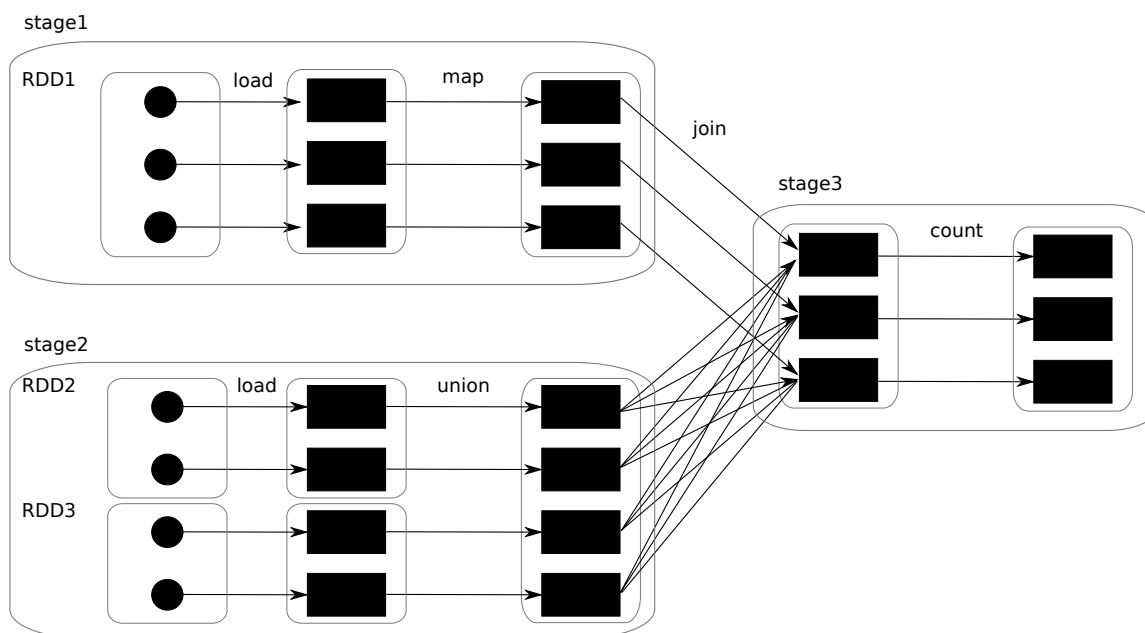 stage1
RDD1
load
map
join
stage3
count
stage2
RDD2
load
union
RDD3